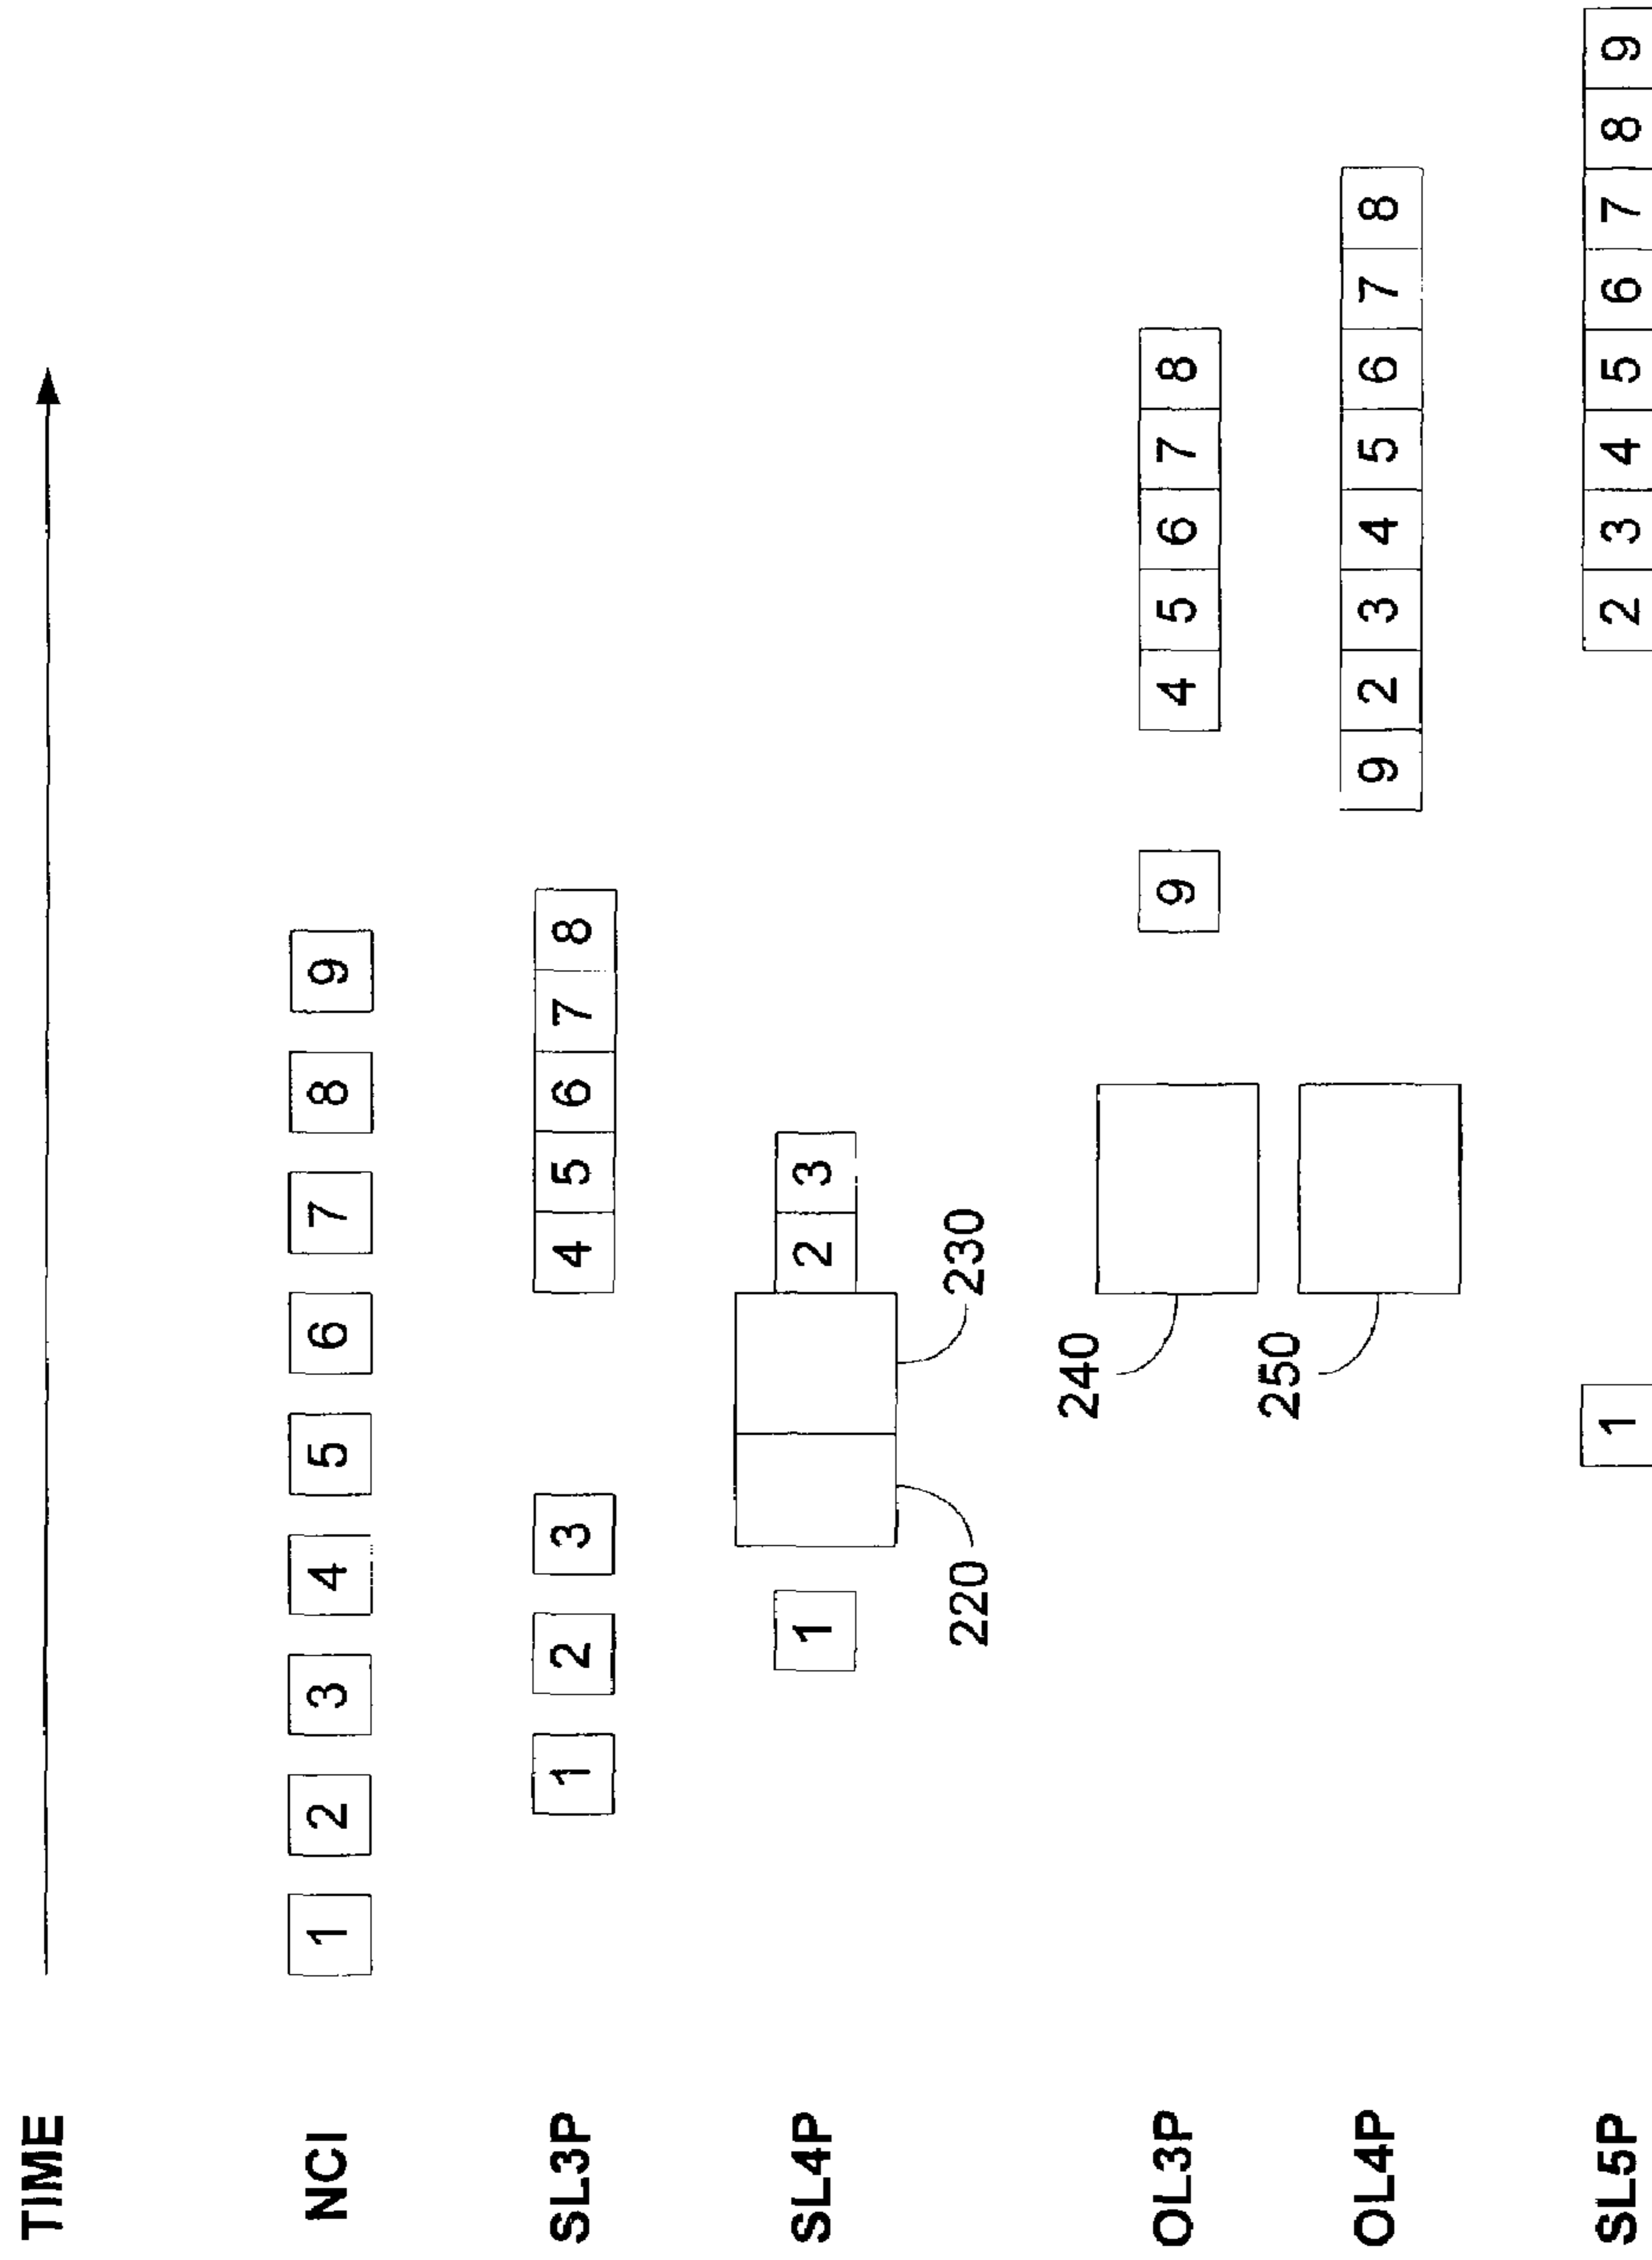 TIME
NCI 1 2 3 4 5 6 7 8 9
SL3P 1 2 3 4 5 6 7 8
SL4P 1 2 3
220 230
OL3P 9 4 5 6 7 8
240
OL4P 9 2 3 4 5 6 7 8
250
SL5P 1 2 3 4 5 6 7 8 9